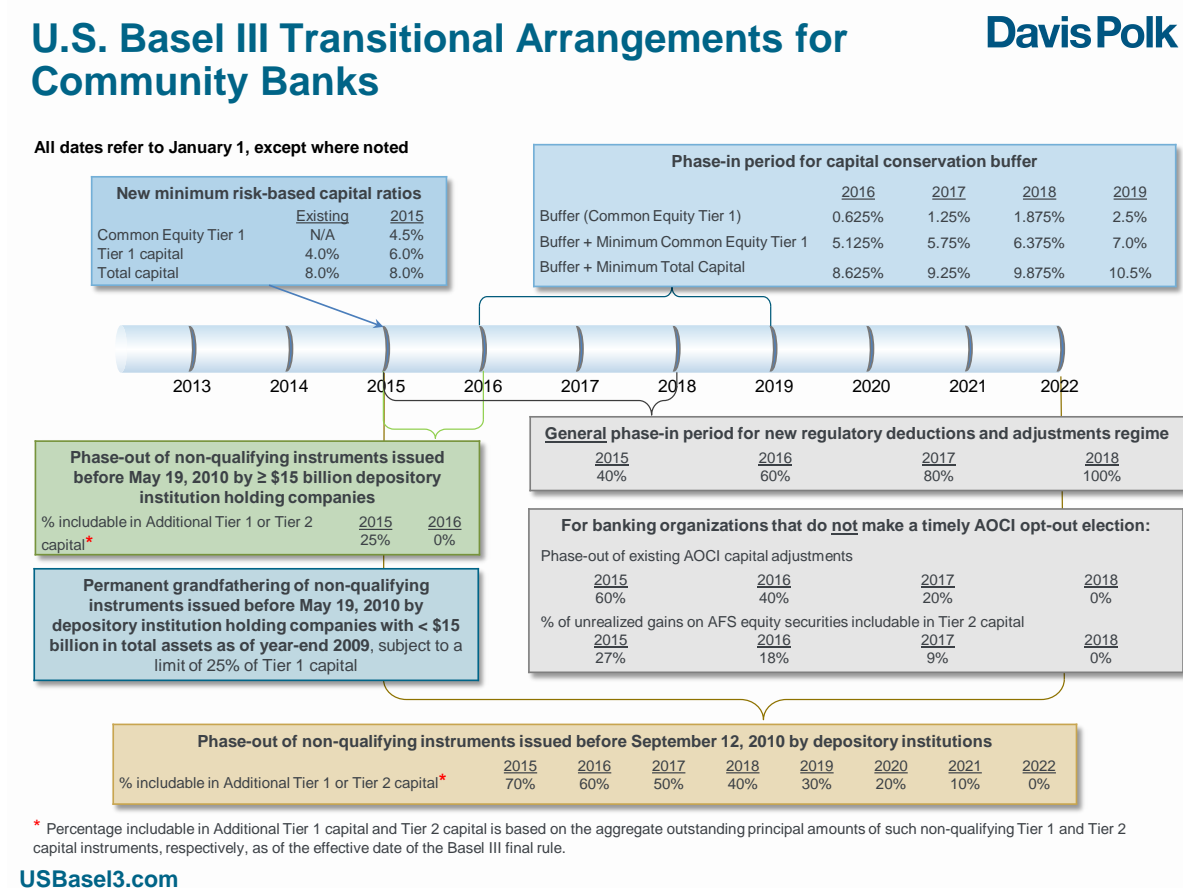 U.S. Basel III Transitional Arrangements for
Community Banks
Davis Polk
All dates refer to January 1, except where noted
New minimum risk-based capital ratios
Existing 2015
Common Equity Tier 1 N/A 4.5%
Tier 1 capital 4.0% 6.0%
Total capital 8.0% 8.0%
Phase-in period for capital conservation buffer
2016 2017 2018 2019
Buffer (Common Equity Tier 1) 0.625% 1.25% 1.875% 2.5%
Buffer + Minimum Common Equity Tier 1 5.125% 5.75% 6.375% 7.0%
Buffer + Minimum Total Capital 8.625% 9.25% 9.875% 10.5%
2013 2014 2015 2016 2017 2018 2019 2020 2021 2022
Phase-out of non-qualifying instruments issued
before May 19, 2010 by ≥ $15 billion depository
institution holding companies
% includable in Additional Tier 1 or Tier 2 2015 2016
capital* 25% 0%
General phase-in period for new regulatory deductions and adjustments regime
2015 2016 2017 2018
40% 60% 80% 100%
Permanent grandfathering of non-qualifying
instruments issued before May 19, 2010 by
depository institution holding companies with < $15
billion in total assets as of year-end 2009, subject to a
limit of 25% of Tier 1 capital
For banking organizations that do not make a timely AOCI opt-out election:
Phase-out of existing AOCI capital adjustments
2015 2016 2017 2018
60% 40% 20% 0%
% of unrealized gains on AFS equity securities includable in Tier 2 capital
2015 2016 2017 2018
27% 18% 9% 0%
Phase-out of non-qualifying instruments issued before September 12, 2010 by depository institutions
2015 2016 2017 2018 2019 2020 2021 2022
% includable in Additional Tier 1 or Tier 2 capital* 70% 60% 50% 40% 30% 20% 10% 0%
* Percentage includable in Additional Tier 1 capital and Tier 2 capital is based on the aggregate outstanding principal amounts of such non-qualifying Tier 1 and Tier 2
capital instruments, respectively, as of the effective date of the Basel III final rule.
USBasel3.com